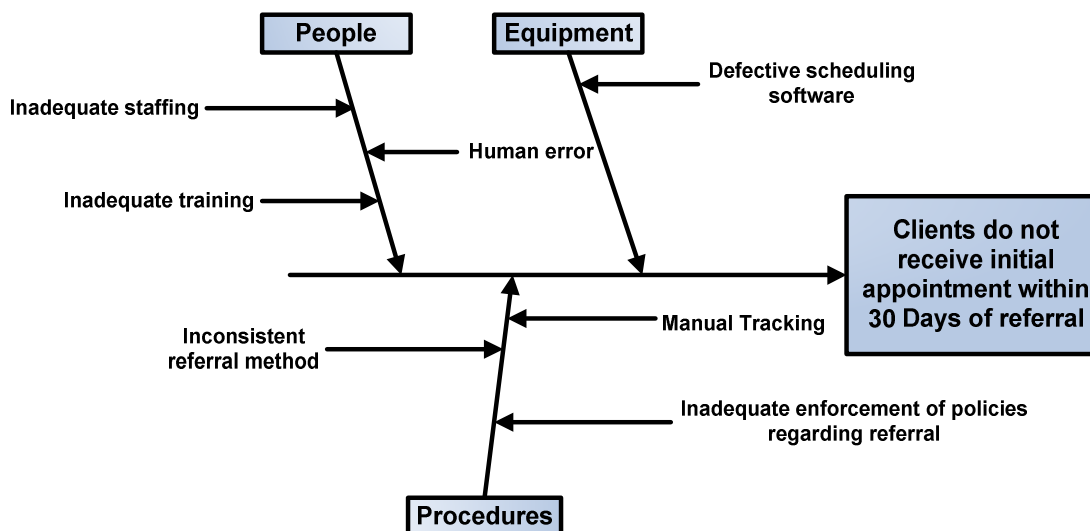 People
Equipment
Inadequate staffing
Defective scheduling
software
Human error
Inadequate training
Clients do not
receive initial
appointment within
30 Days of referral
Manual Tracking
Inconsistent
referral method
Inadequate enforcement of policies
regarding referral
Procedures